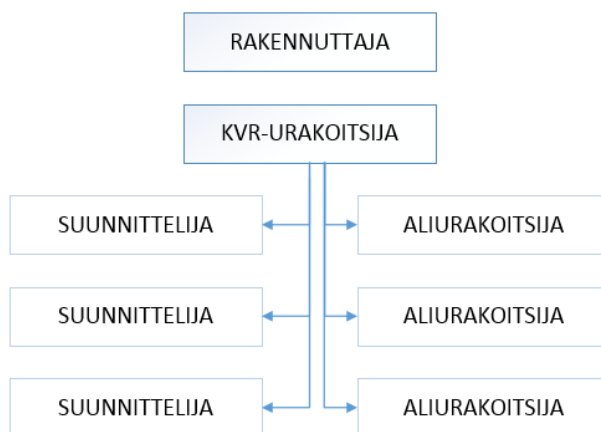 RAKENNUTTAJA
KVR-URAKOITSIJA
SUUNNITTELIJA
ALIURAKOITSIJA
SUUNNITTELIJA
ALIURAKOITSIJA
SUUNNITTELIJA
ALIURAKOITSIJA